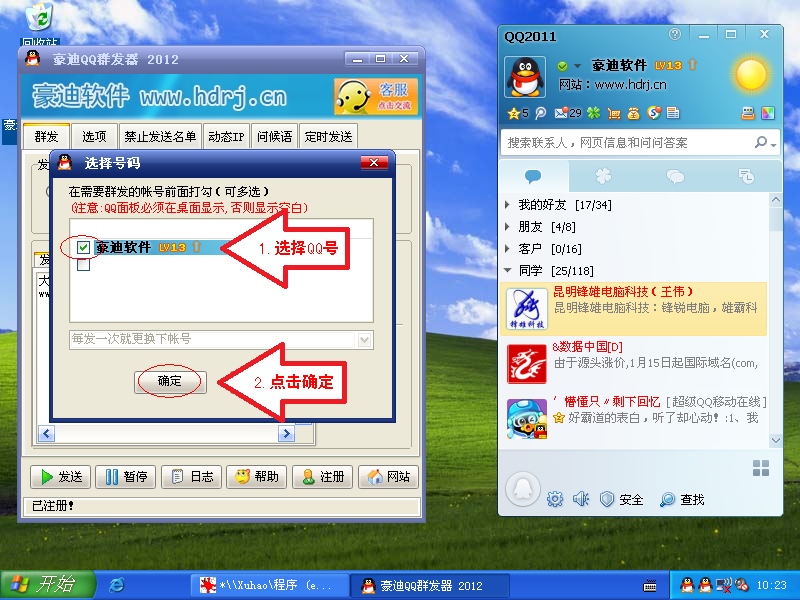 回收站
豪迪QQ群发器 2012
豪迪软件 www.hdrj.cn
客服
点击交流
群发
选项
禁止发送名单
动态IP
问候语
定时发送
选择号码
在需要群发的帐号前面打勾(可多选)
(注意:QQ面板必须在桌面显示,否则显示空白)
豪迪软件 LV13
1. 选择QQ号
每发一次就更换下帐号
确定
2. 点击确定
发送
暂停
日志
帮助
注册
网站
已注册!
QQ2011
豪迪软件 LV13
网站:www.hdrj.cn
5
29
搜索联系人，网页信息和问问答案
我的好友 [17/34]
朋友 [4/8]
客户 [0/16]
同学 [25/118]
昆明锋雄电脑科技(王伟)
昆明锋雄电脑科技：锋锐电脑，雄霸科
锋雄科技
&数据中国[D]
由于源头涨价,1月15日起国际域名(com,
’懵懂只〃剩下回忆 [超级QQ移动在线]
好霸道的表白，听了却心动！:1、我
安全
查找
开始
*\\Xuhao\程序 (e...
豪迪QQ群发器 2012
10:23